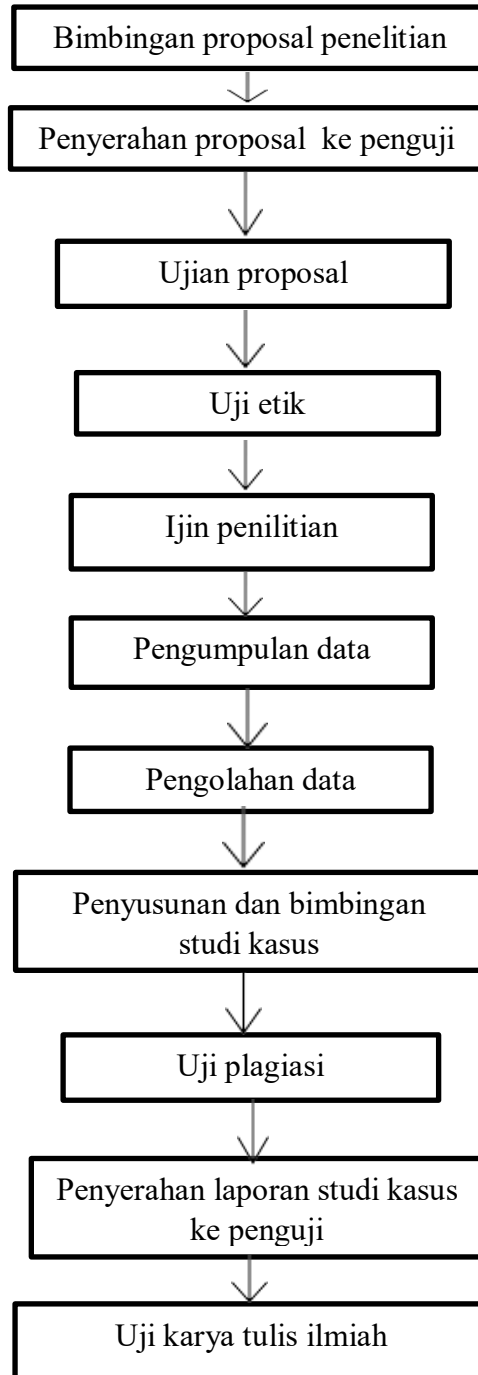 Bimbingan proposal penelitian
Penyerahan proposal ke penguji
Ujian proposal
Uji etik
Ijin penilitian
Pengumpulan data
Pengolahan data
Penyusunan dan bimbingan
studi kasus
Uji plagiasi
Penyerahan laporan studi kasus
ke penguji
Uji karya tulis ilmiah